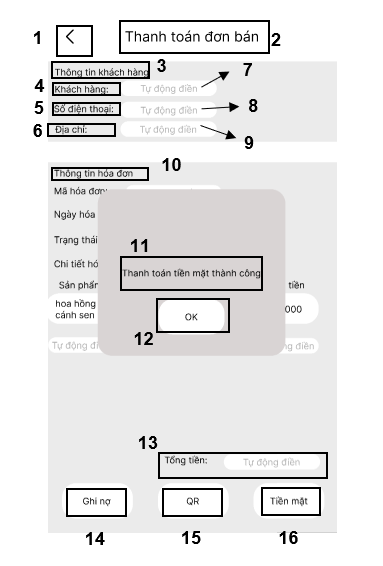 1 < Thanh toán đơn bán 2
Thông tin khách hàng 3
4 Khách hàng: Tự động điền 7
5 Số điện thoại: Tự động điền 8
6 Địa chỉ: Tự động điền 9
Thông tin hóa đơn 10
Mã hóa đơn:
Ngày hóa
Trạng thái
11
Chi tiết hó
Thanh toán tiền mặt thành công
Sản phẩm tiền
hoa hồng
cánh sen
000
OK
12
Tự động đi ng điền
13
Tổng tiền: Tự động điền
Ghi nợ QR Tiền mặt
14 15 16